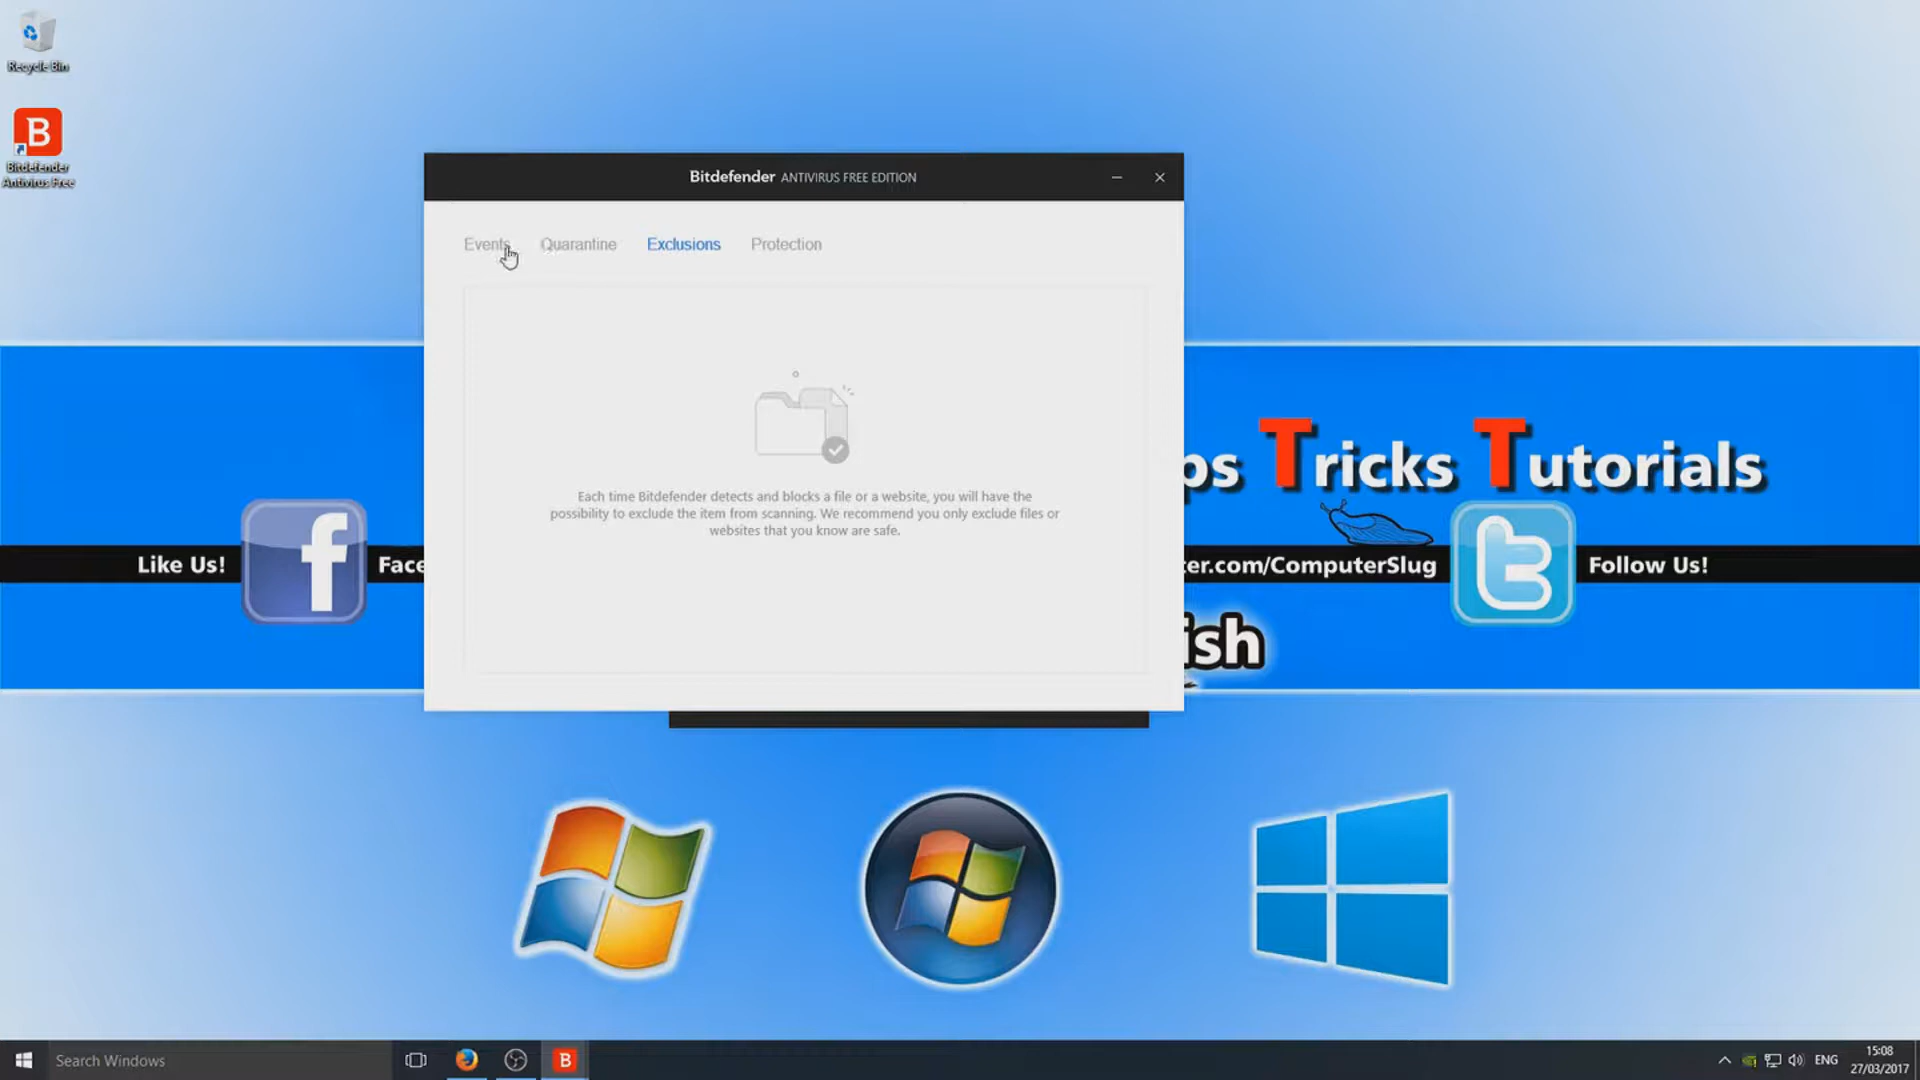 Recycle Bin
B
Bitdefender
Antivirus Free
Bitdefender ANTIVIRUS FREE EDITION
Events Quarantine Exclusions Protection
Each time Bitdefender detects and blocks a file or a website, you will have the
possibility to exclude the item from scanning. We recommend you only exclude files or
websites that you know are safe.
ps Tricks Tutorials
Like Us! f Face
ter.com/ComputerSlug t Follow Us!
ish
Search Windows
B
ENG
15:08
27/03/2017